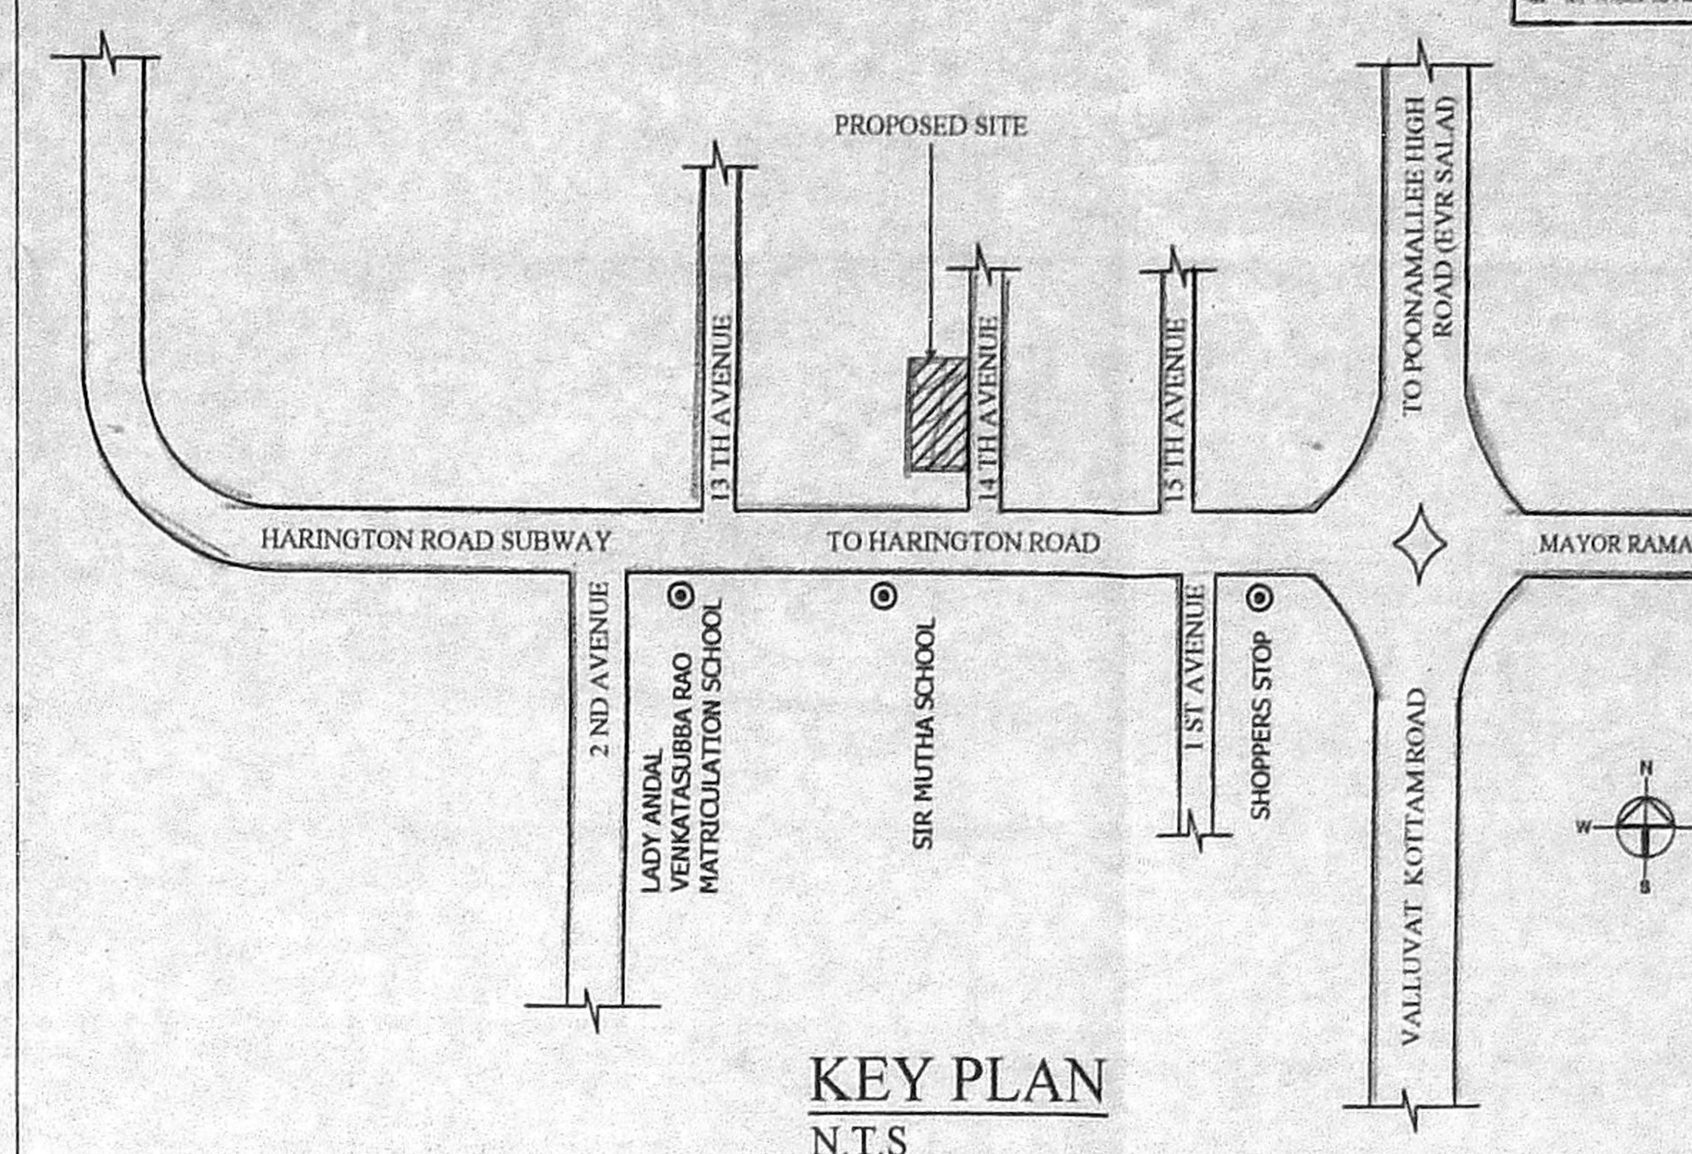 PROPOSED SITE
TO POONAMALLEE HIGH
ROAD (EVR SALAI)
13 TH AVENUE
14 TH AVENUE
15 TH AVENUE
HARINGTON ROAD SUBWAY
TO HARINGTON ROAD
MAYOR RAMA
2 ND AVENUE
LADY ANDAL
VENKATASUBBA RAO
MATRICULATION SCHOOL
SIR MUTHA SCHOOL
1 ST AVENUE
SHOPPERS STOP
VALLUVAT KOTTAM ROAD
N
W
S
KEY PLAN
N.T.S